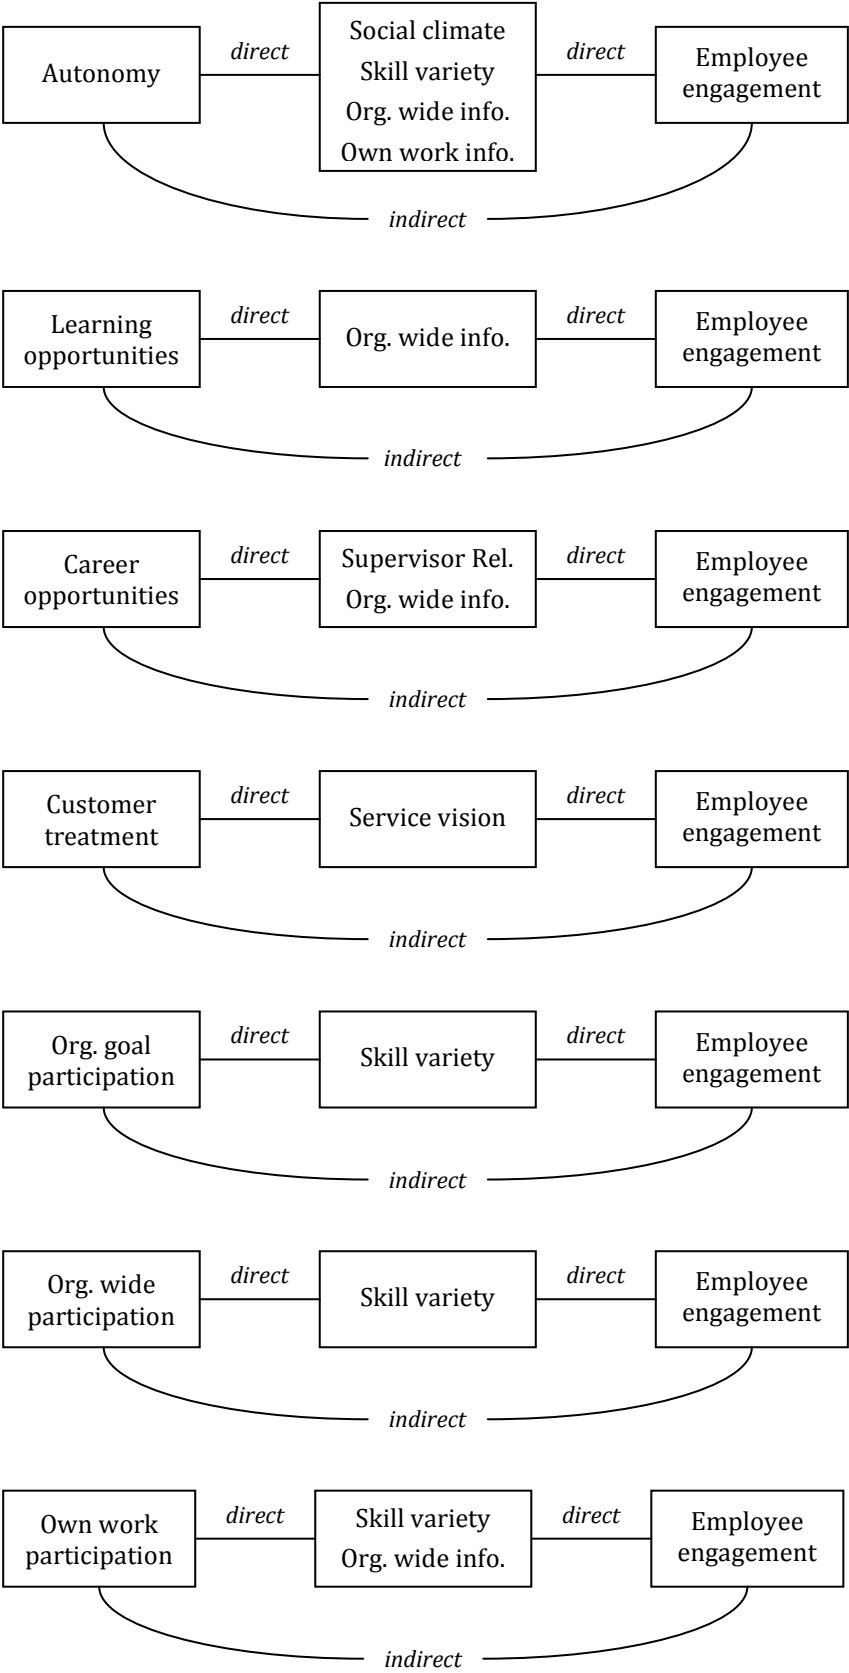 Autonomy
direct
Social climate
Skill variety
Org. wide info.
Own work info.
direct
Employee
engagement
indirect
Learning
opportunities
direct
Org. wide info.
direct
Employee
engagement
indirect
Career
opportunities
direct
Supervisor Rel.
Org. wide info.
direct
Employee
engagement
indirect
Customer
treatment
direct
Service vision
direct
Employee
engagement
indirect
Org. goal
participation
direct
Skill variety
direct
Employee
engagement
indirect
Org. wide
participation
direct
Skill variety
direct
Employee
engagement
indirect
Own work
participation
direct
Skill variety
Org. wide info.
direct
Employee
engagement
indirect